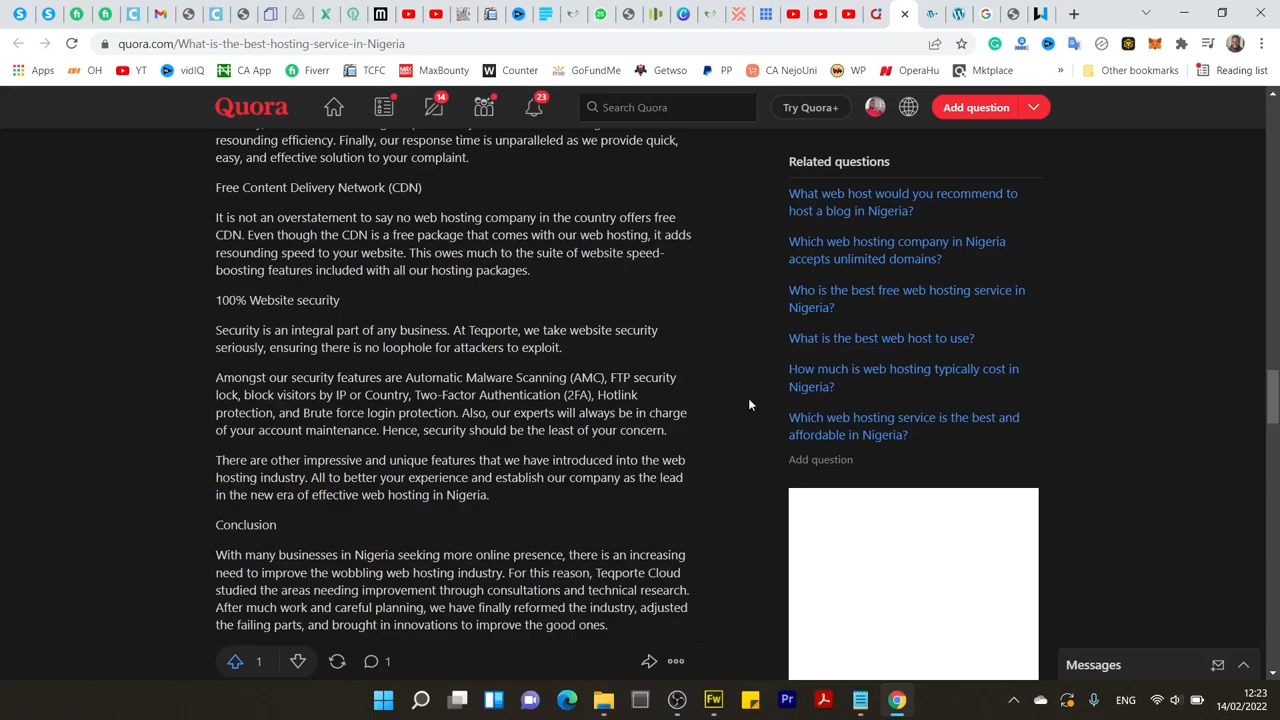 quora.com/What-is-the-best-hosting-service-in-Nigeria
Apps
OH
YT
vidIQ
CA App
Fiverr
TCFC
MaxBounty
Counter
GoFundMe
Getwso
PP
CA NejoUni
WP
OperaHu
Mktplace
»
Other bookmarks
Reading list
Quora
14
23
Search Quora
Try Quora+
Add question
resounding efficiency. Finally, our response time is unparalleled as we provide quick,
easy, and effective solution to your complaint.
Free Content Delivery Network (CDN)
It is not an overstatement to say no web hosting company in the country offers free
CDN. Even though the CDN is a free package that comes with our web hosting, it adds
resounding speed to your website. This owes much to the suite of website speed-
boosting features included with all our hosting packages.
100% Website security
Security is an integral part of any business. At Teqporte, we take website security
seriously, ensuring there is no loophole for attackers to exploit.
Amongst our security features are Automatic Malware Scanning (AMC), FTP security
lock, block visitors by IP or Country, Two-Factor Authentication (2FA), Hotlink
protection, and Brute force login protection. Also, our experts will always be in charge
of your account maintenance. Hence, security should be the least of your concern.
There are other impressive and unique features that we have introduced into the web
hosting industry. All to better your experience and establish our company as the lead
in the new era of effective web hosting in Nigeria.
Conclusion
With many businesses in Nigeria seeking more online presence, there is an increasing
need to improve the wobbling web hosting industry. For this reason, Teqporte Cloud
studied the areas needing improvement through consultations and technical research.
After much work and careful planning, we have finally reformed the industry, adjusted
the failing parts, and brought in innovations to improve the good ones.
1
1
Related questions
What web host would you recommend to
host a blog in Nigeria?
Which web hosting company in Nigeria
accepts unlimited domains?
Who is the best free web hosting service in
Nigeria?
What is the best web host to use?
How much is web hosting typically cost in
Nigeria?
Which web hosting service is the best and
affordable in Nigeria?
Add question
Messages
Fw
Pr
ENG
12:23
14/02/2022